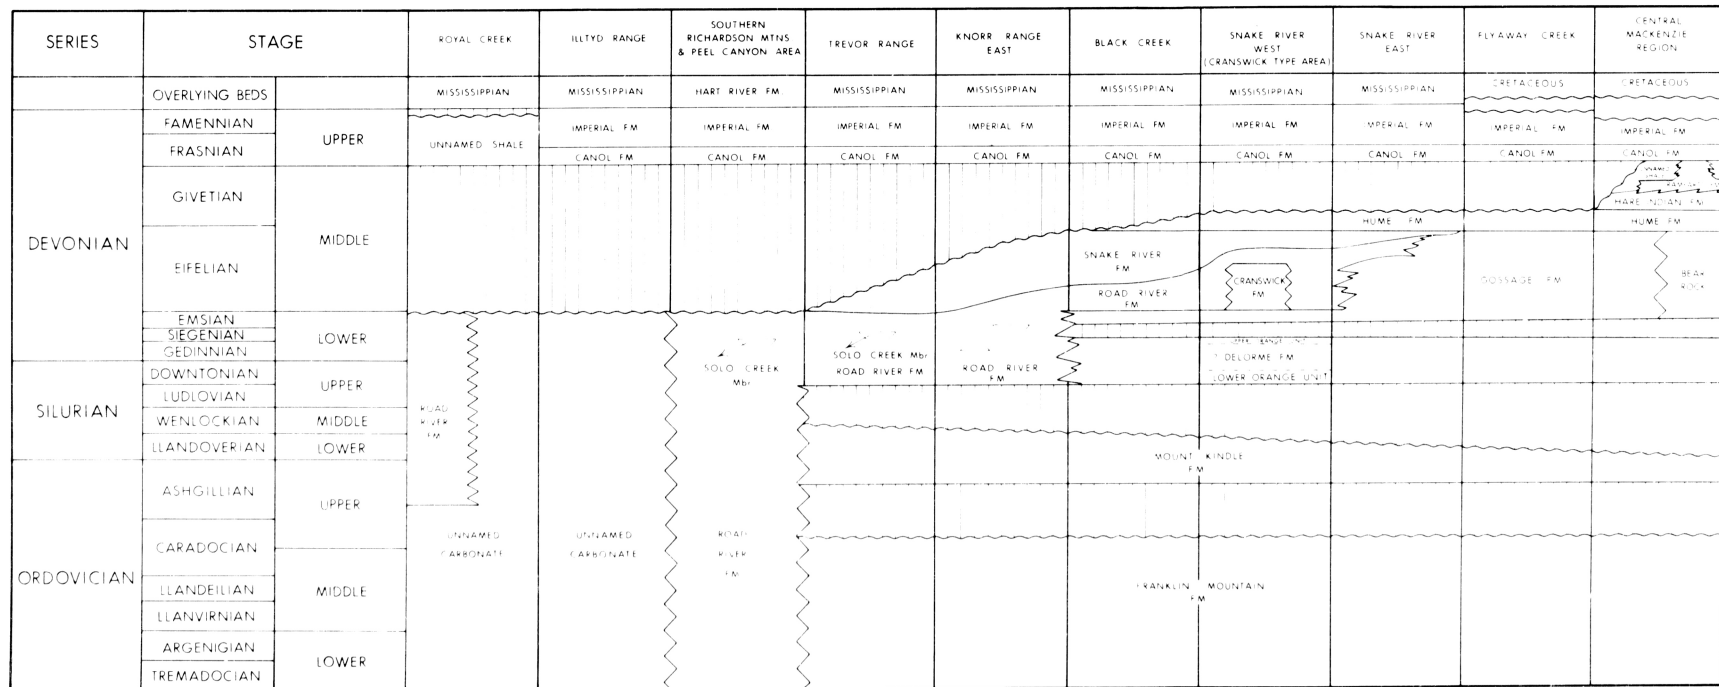 SERIES
STAGE
ROYAL CREEK
ILLTYD RANGE
SOUTHERN
RICHARDSON MTNS
& PEEL CANYON AREA
TREVOR RANGE
KNORR RANGE
EAST
BLACK CREEK
SNAKE RIVER
WEST
(CRANSWICK TYPE AREA)
SNAKE RIVER
EAST
FLYAWAY CREEK
CENTRAL
MACKENZIE
REGION
OVERLYING BEDS
MISSISSIPPIAN
MISSISSIPPIAN
HART RIVER FM
MISSISSIPPIAN
MISSISSIPPIAN
MISSISSIPPIAN
MISSISSIPPIAN
MISSISSIPPIAN
CRETACEOUS
CRETACEOUS
DEVONIAN
FAMENNIAN
FRASNIAN
UPPER
UNNAMED SHALE
IMPERIAL FM
IMPERIAL FM
IMPERIAL FM
IMPERIAL FM
IMPERIAL FM
IMPERIAL FM
IMPERIAL FM
IMPERIAL FM
IMPERIAL FM
CANOL FM
CANOL FM
CANOL FM
CANOL FM
CANOL FM
CANOL FM
CANOL FM
CANOL FM
CANOL FM
GIVETIAN
EIFELIAN
MIDDLE
HARE INDIAN FM
HUME FM
HUME FM
SNAKE RIVER
FM
ROAD RIVER
FM
CRANSWICK
FM
GOSSAGE FM
BEAR
ROCK
EMSIAN
SIEGENIAN
GEDINNIAN
LOWER
SOLO CREEK
Mbr
SOLO CREEK Mbr
ROAD RIVER FM
ROAD RIVER
FM
? DELORME FM
LOWER ORANGE UNIT
SILURIAN
DOWNTONIAN
LUDLOVIAN
UPPER
WENLOCKIAN
MIDDLE
LLANDOVERIAN
LOWER
ROAD
RIVER
FM
MOUNT KINDLE
FM
ORDOVICIAN
ASHGILLIAN
UPPER
CARADOCIAN
LLANDEILIAN
MIDDLE
LLANVIRNIAN
ARGENIGIAN
LOWER
TREMADOCIAN
UNNAMED
CARBONATE
UNNAMED
CARBONATE
ROAD
RIVER
FM
FRANKLIN MOUNTAIN
FM